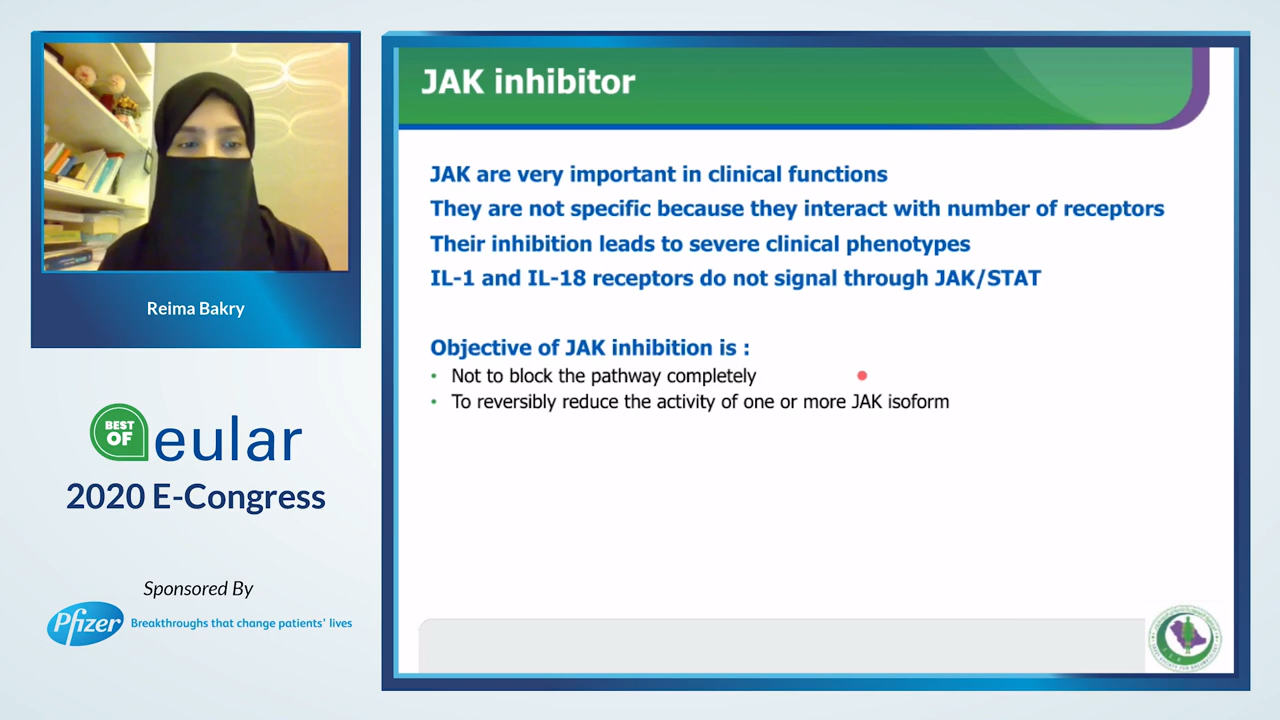 Reima Bakry
BEST
OF
eular
2020 E-Congress
Sponsored By
Pfizer
Breakthroughs that change patients' lives
JAK inhibitor
JAK are very important in clinical functions
They are not specific because they interact with number of receptors
Their inhibition leads to severe clinical phenotypes
IL-1 and IL-18 receptors do not signal through JAK/STAT
Objective of JAK inhibition is :
• Not to block the pathway completely
• To reversibly reduce the activity of one or more JAK isoform